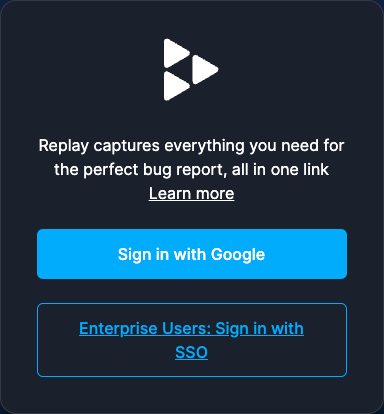 Replay captures everything you need for
the perfect bug report, all in one link
Learn more
Sign in with Google
Enterprise Users: Sign in with
SSO